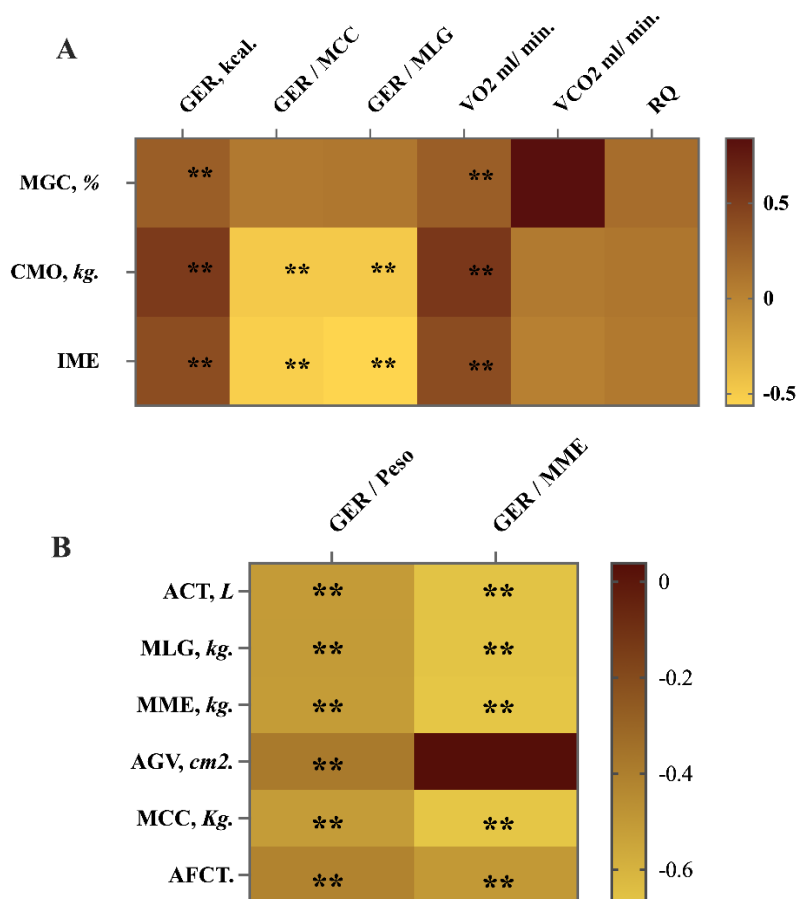 A
GER, kcal. GER / MCC GER / MLG VO2 ml/ min. VCO2 ml/ min. RQ
MGC, % ** **
CMO, kg. ** ** ** **
IME ** ** ** **
0.5
0
-0.5
B
GER / Peso GER / MME
ACT, L ** **
MLG, kg. ** **
MME, kg. ** **
AGV, cm2. **
MCC, Kg. ** **
AFCT. ** **
0
-0.2
-0.4
-0.6